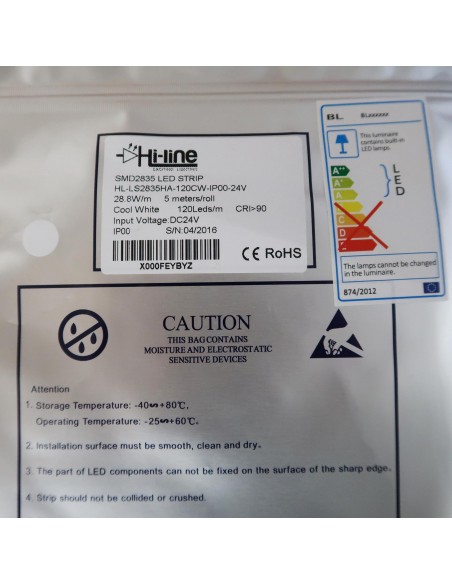 Hi-line
SMD2835 LED STRIP
HL-LS2835HA-120CW-IP00-24V
28.8W/m 5 meters/roll
Cool White 120Leds/m CRI>90
Input Voltage:DC24V
IP00 S/N:04/2016
X000FEYBYZ
CE RoHS
BL BLxxxxxx
This luminaire
contains built-in
LED lamps.
A++
A+
A
B
C
D
E
L
E
D
The lamps cannot be changed
in the luminaire.
874/2012
CAUTION
THIS BAG CONTAINS
MOISTURE AND ELECTROSTATIC
SENSITIVE DEVICES
Attention
1. Storage Temperature: -40∽+80℃,
Operating Temperature: -25∽+60℃.
2. Installation surface must be smooth, clean and dry.
3. The part of LED components can not be fixed on the surface of the sharp edge.
4. Strip should not be collided or crushed.